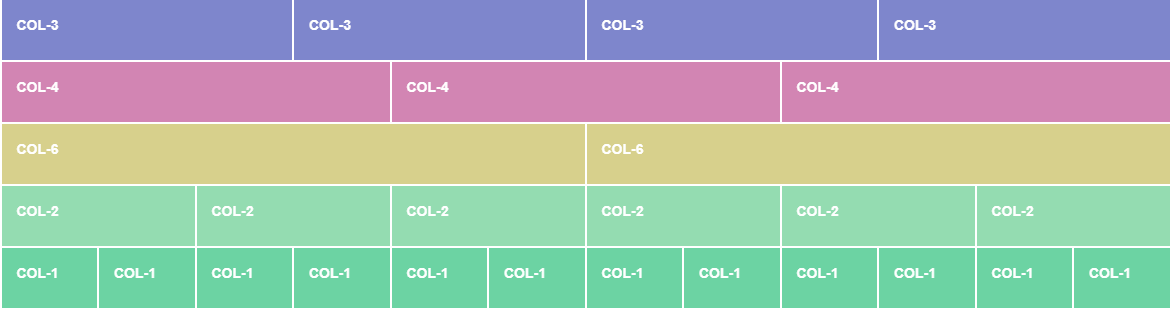 COL-3 COL-3 COL-3 COL-3
COL-4 COL-4 COL-4
COL-6 COL-6
COL-2 COL-2 COL-2 COL-2 COL-2 COL-2
COL-1 COL-1 COL-1 COL-1 COL-1 COL-1 COL-1 COL-1 COL-1 COL-1 COL-1 COL-1